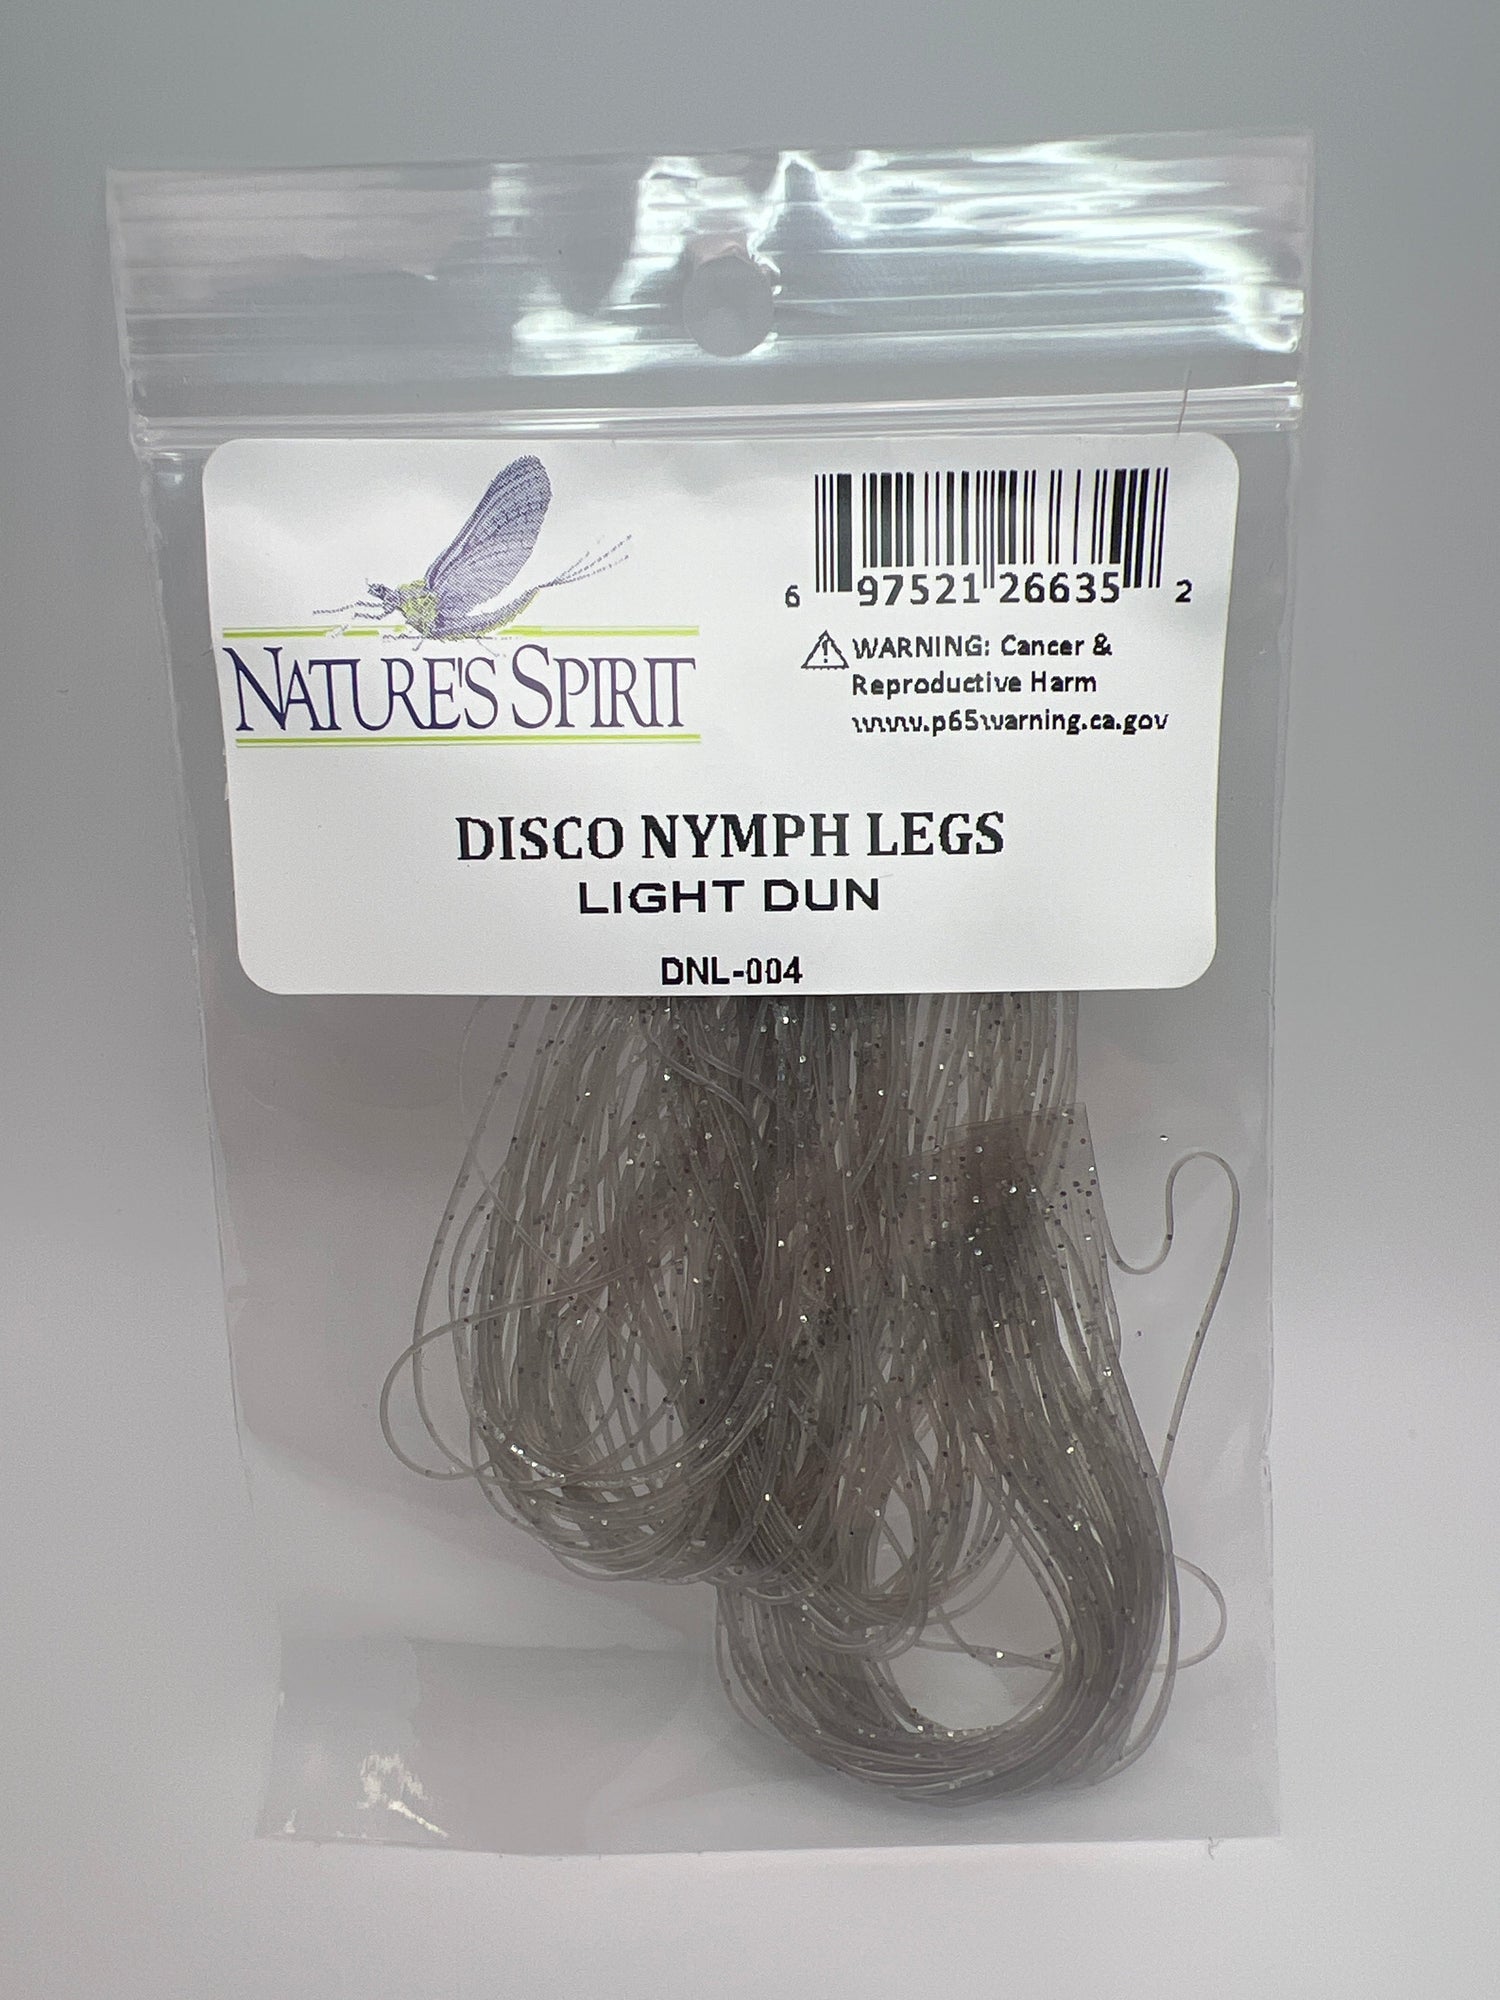 NATURE'S SPIRIT
6 97521 26635 2
⚠ WARNING: Cancer &
Reproductive Harm
www.p65warning.ca.gov
DISCO NYMPH LEGS
LIGHT DUN
DNL-004